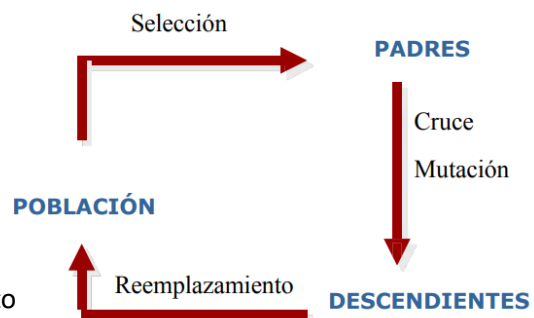 Selección
PADRES
Cruce
Mutación
POBLACIÓN
Reemplazamiento
DESCENDIENTES